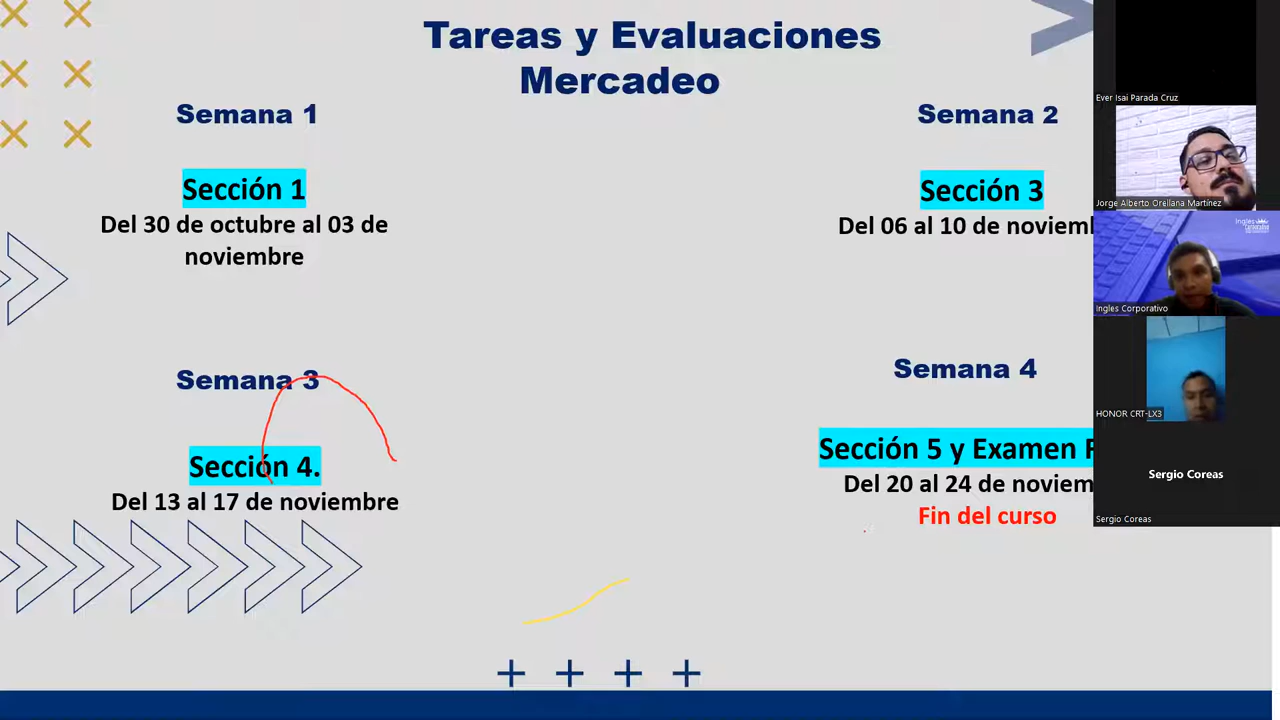 Tareas y Evaluaciones
Mercadeo
Semana 1
Sección 1
Del 30 de octubre al 03 de
noviembre
Semana 2
Sección 3
Del 06 al 10 de noviemb
Semana 3
Sección 4.
Del 13 al 17 de noviembre
Semana 4
Sección 5 y Examen F
Del 20 al 24 de noviem
Fin del curso
Ever Isai Parada Cruz
Jorge Alberto Orellana Martínez
Inglés
Corporativo
Ingles Corporativo
HONOR CRT-LX3
Sergio Coreas
Sergio Coreas